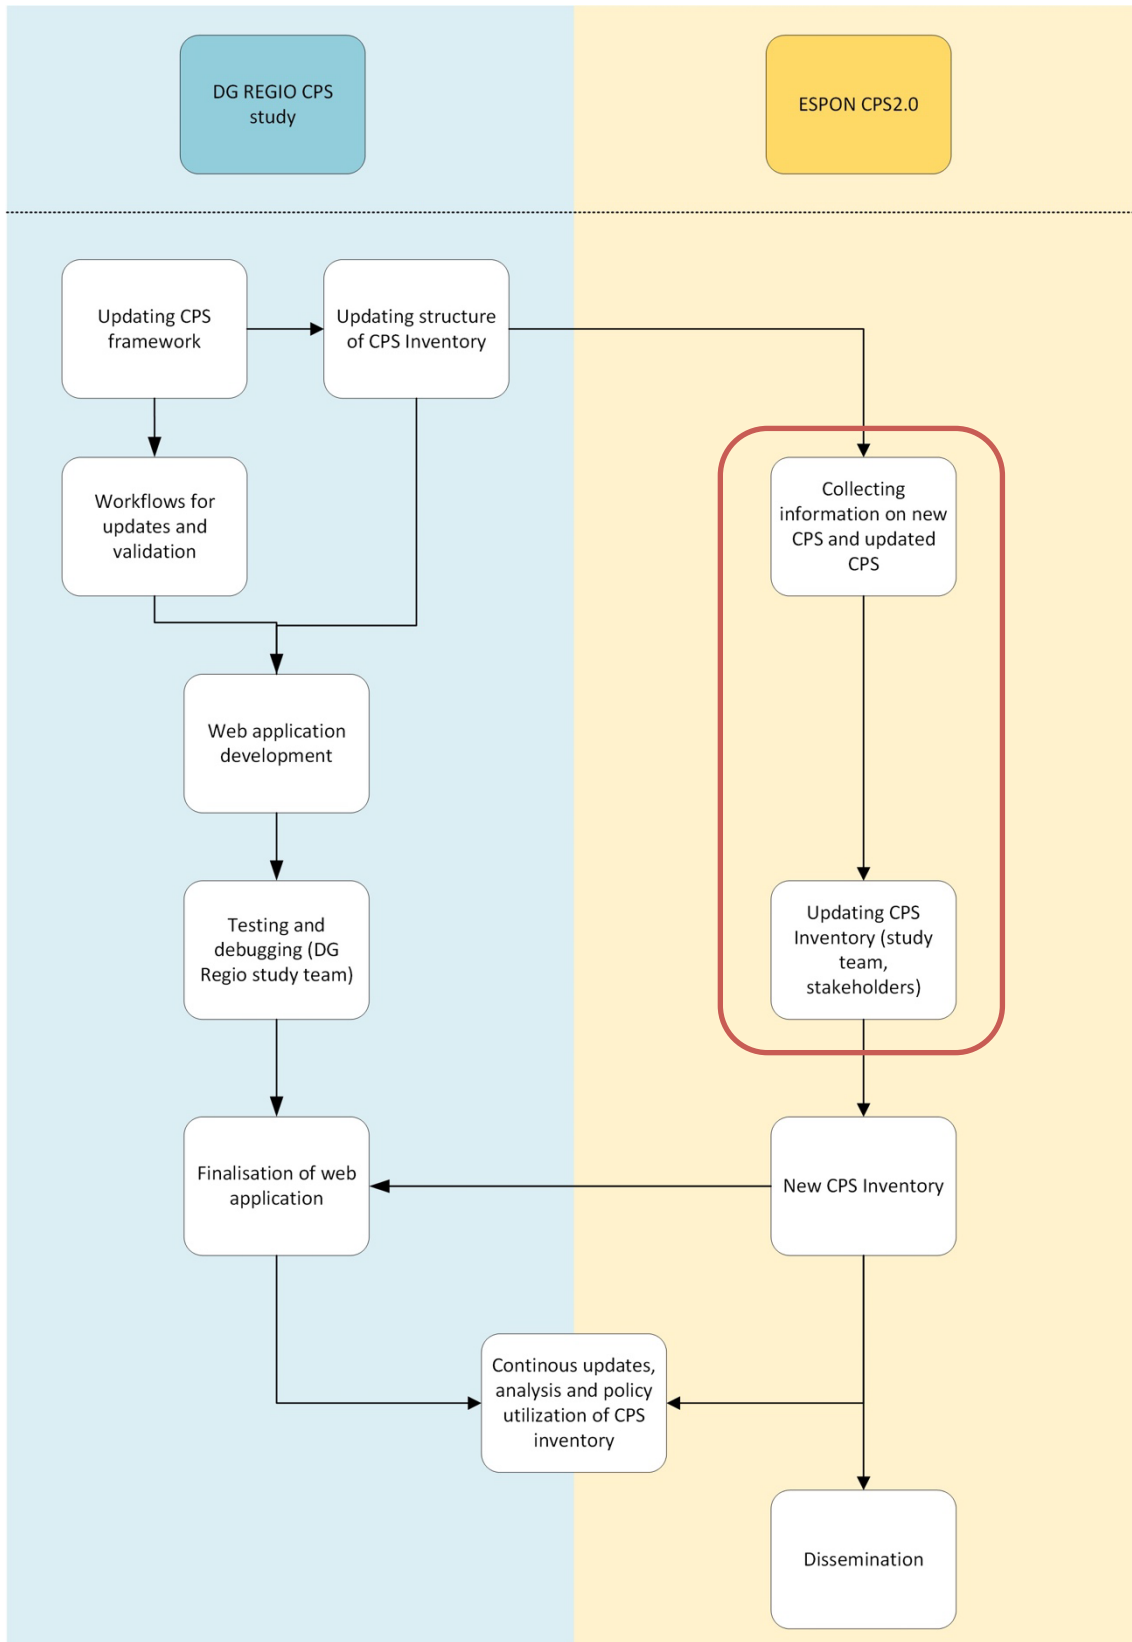 DG REGIO CPS
study
ESPON CPS2.0
Updating CPS
framework
Updating structure
of CPS Inventory
Workflows for
updates and
validation
Collecting
information on new
CPS and updated
CPS
Web application
development
Testing and
debugging (DG
Regio study team)
Updating CPS
Inventory (study
team,
stakeholders)
Finalisation of web
application
New CPS Inventory
Continous updates,
analysis and policy
utilization of CPS
inventory
Dissemination